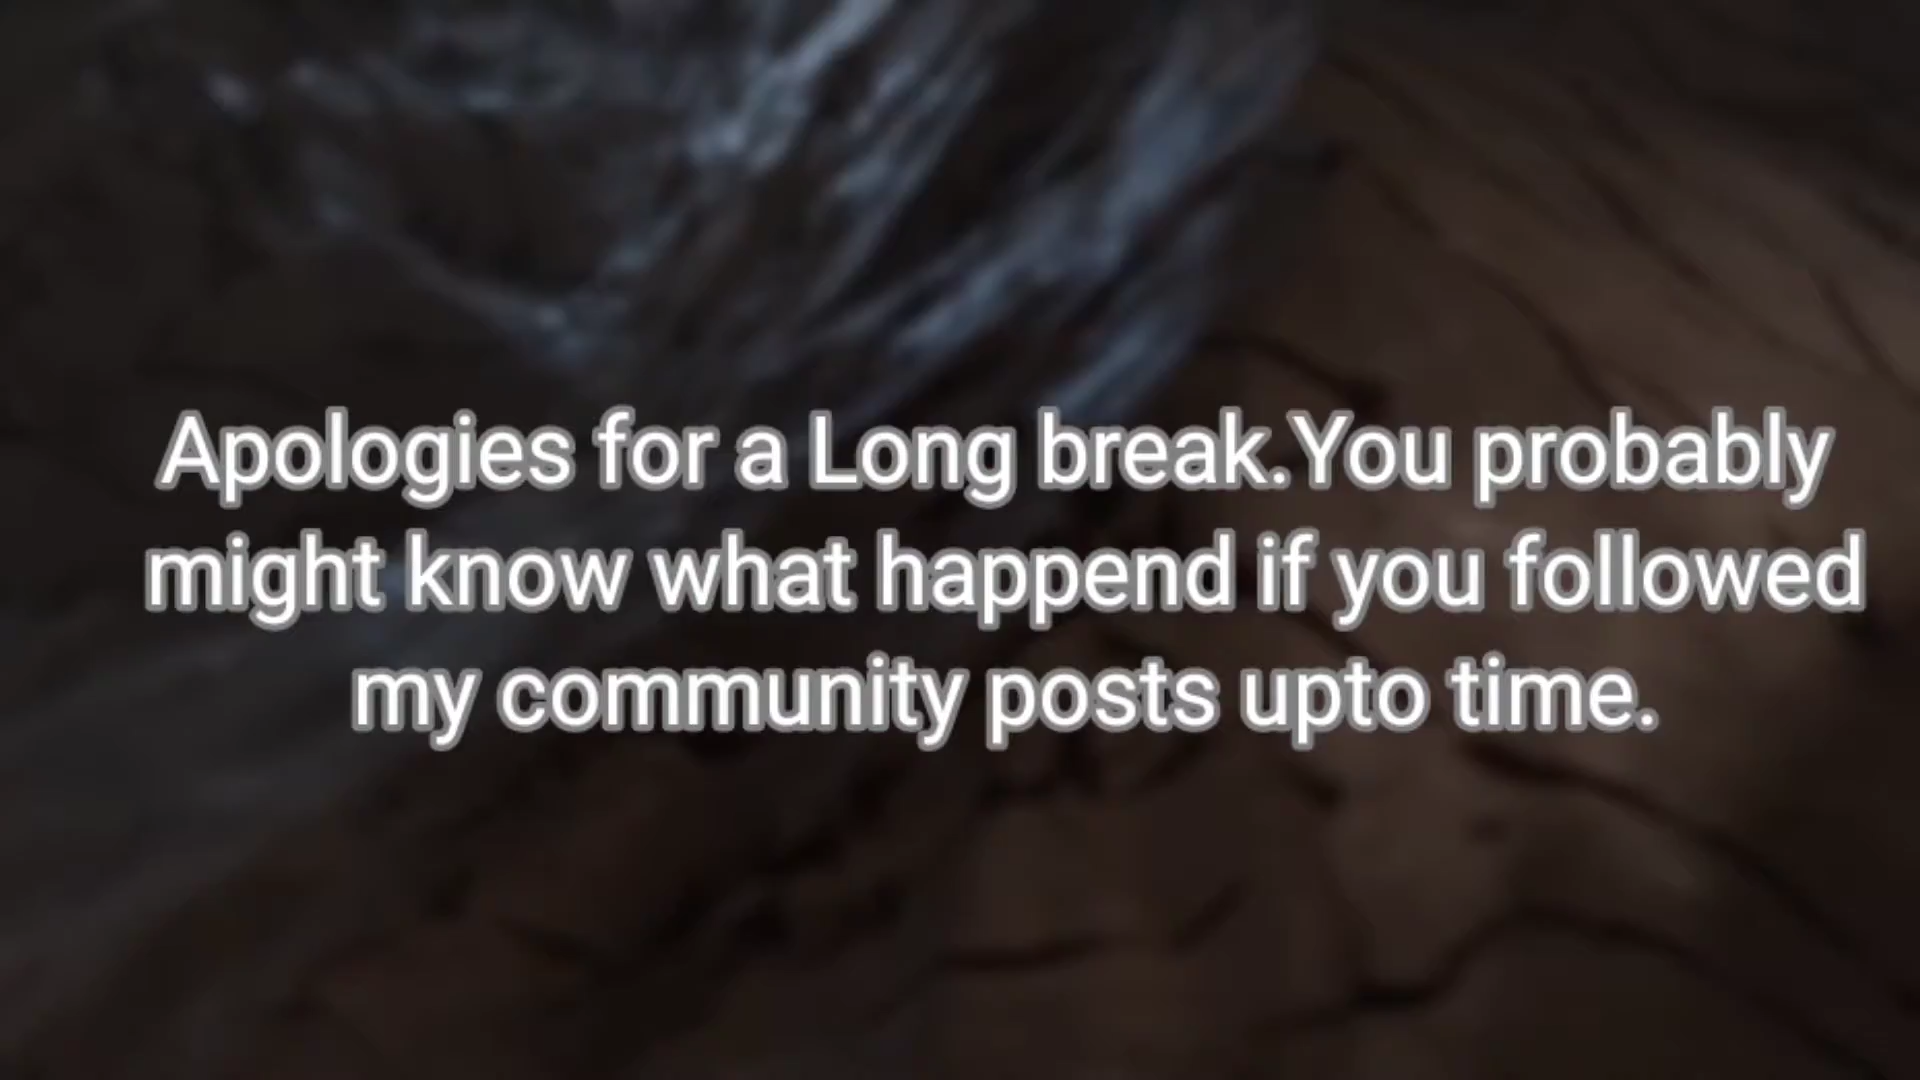 Apologies for a Long break.You probably
might know what happend if you followed
my community posts upto time.